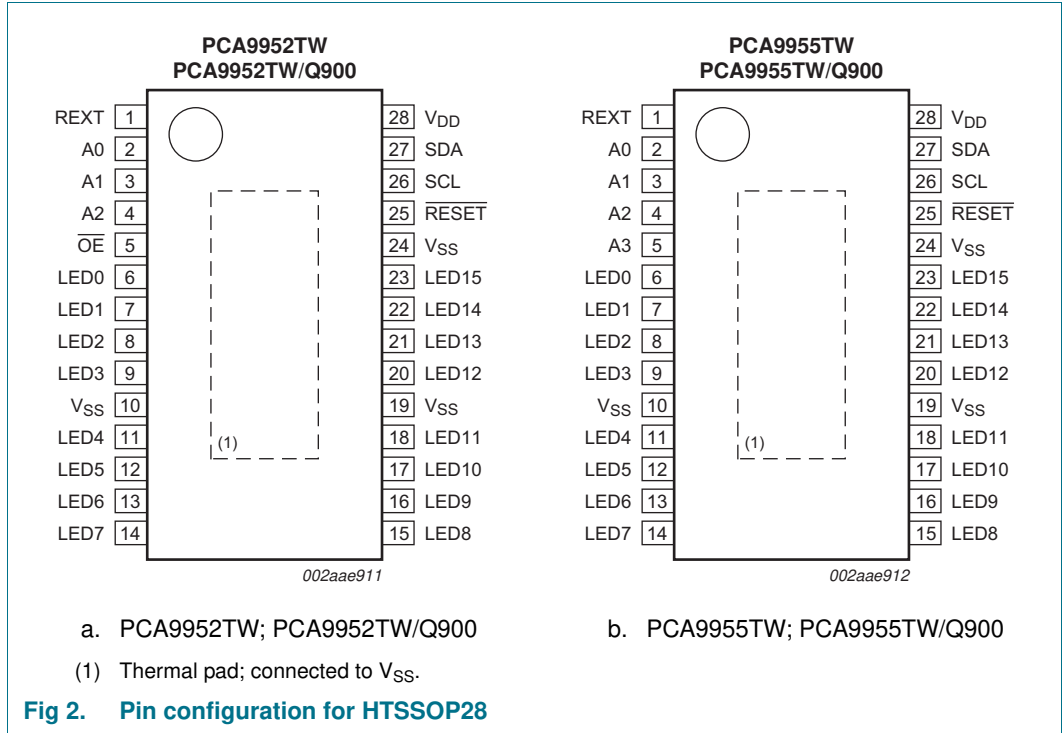 PCA9952TW
PCA9952TW/Q900
REXT 1
A0 2
A1 3
A2 4
O̅E̅ 5
LED0 6
LED1 7
LED2 8
LED3 9
VSS 10
LED4 11
LED5 12
LED6 13
LED7 14
28 VDD
27 SDA
26 SCL
25 R̅E̅S̅E̅T̅
24 VSS
23 LED15
22 LED14
21 LED13
20 LED12
19 VSS
18 LED11
17 LED10
16 LED9
15 LED8
(1)
002aae911
a. PCA9952TW; PCA9952TW/Q900
PCA9955TW
PCA9955TW/Q900
REXT 1
A0 2
A1 3
A2 4
A3 5
LED0 6
LED1 7
LED2 8
LED3 9
VSS 10
LED4 11
LED5 12
LED6 13
LED7 14
28 VDD
27 SDA
26 SCL
25 R̅E̅S̅E̅T̅
24 VSS
23 LED15
22 LED14
21 LED13
20 LED12
19 VSS
18 LED11
17 LED10
16 LED9
15 LED8
(1)
002aae912
b. PCA9955TW; PCA9955TW/Q900
(1) Thermal pad; connected to VSS.
Fig 2. Pin configuration for HTSSOP28